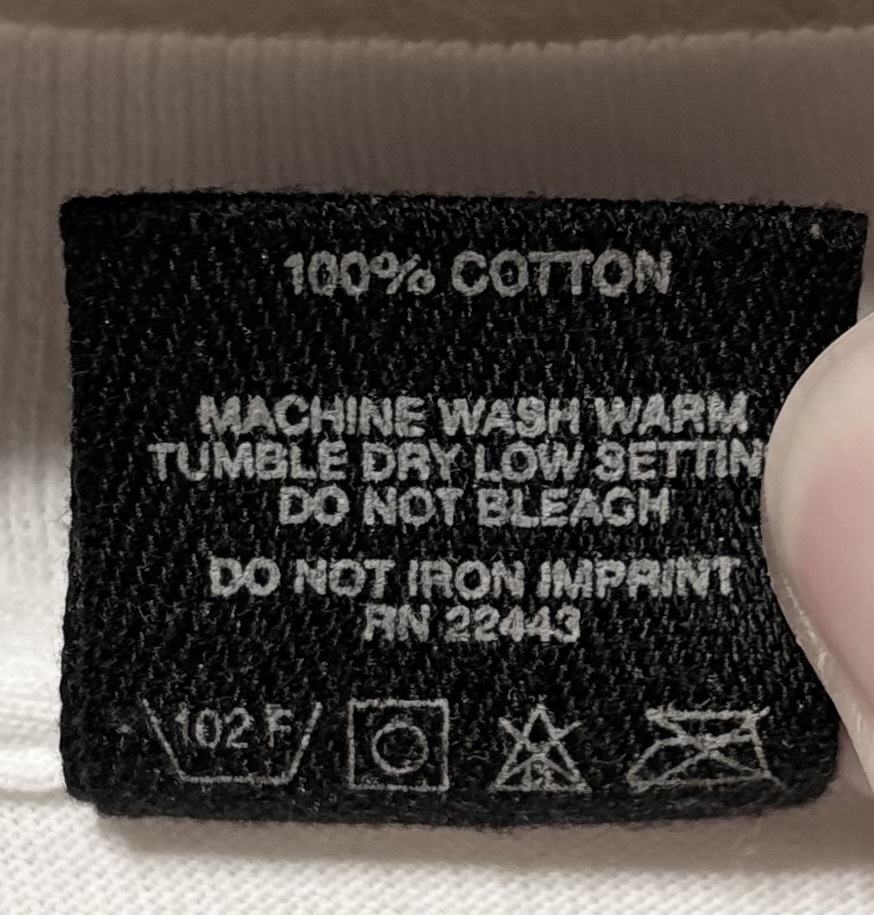 100% COTTON
MACHINE WASH WARM
TUMBLE DRY LOW SETTIN
DO NOT BLEACH
DO NOT IRON IMPRINT
RN 22443
102 F